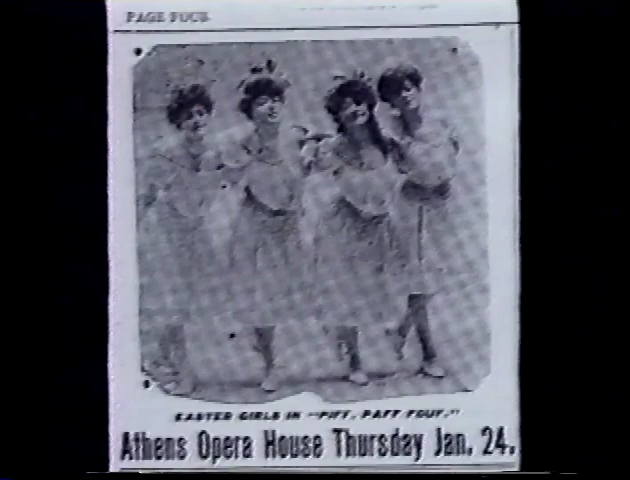 PAGE FOUR
EASTER GIRLS IN "PIFF, PAFF POUF."
Athens Opera House Thursday Jan. 24.